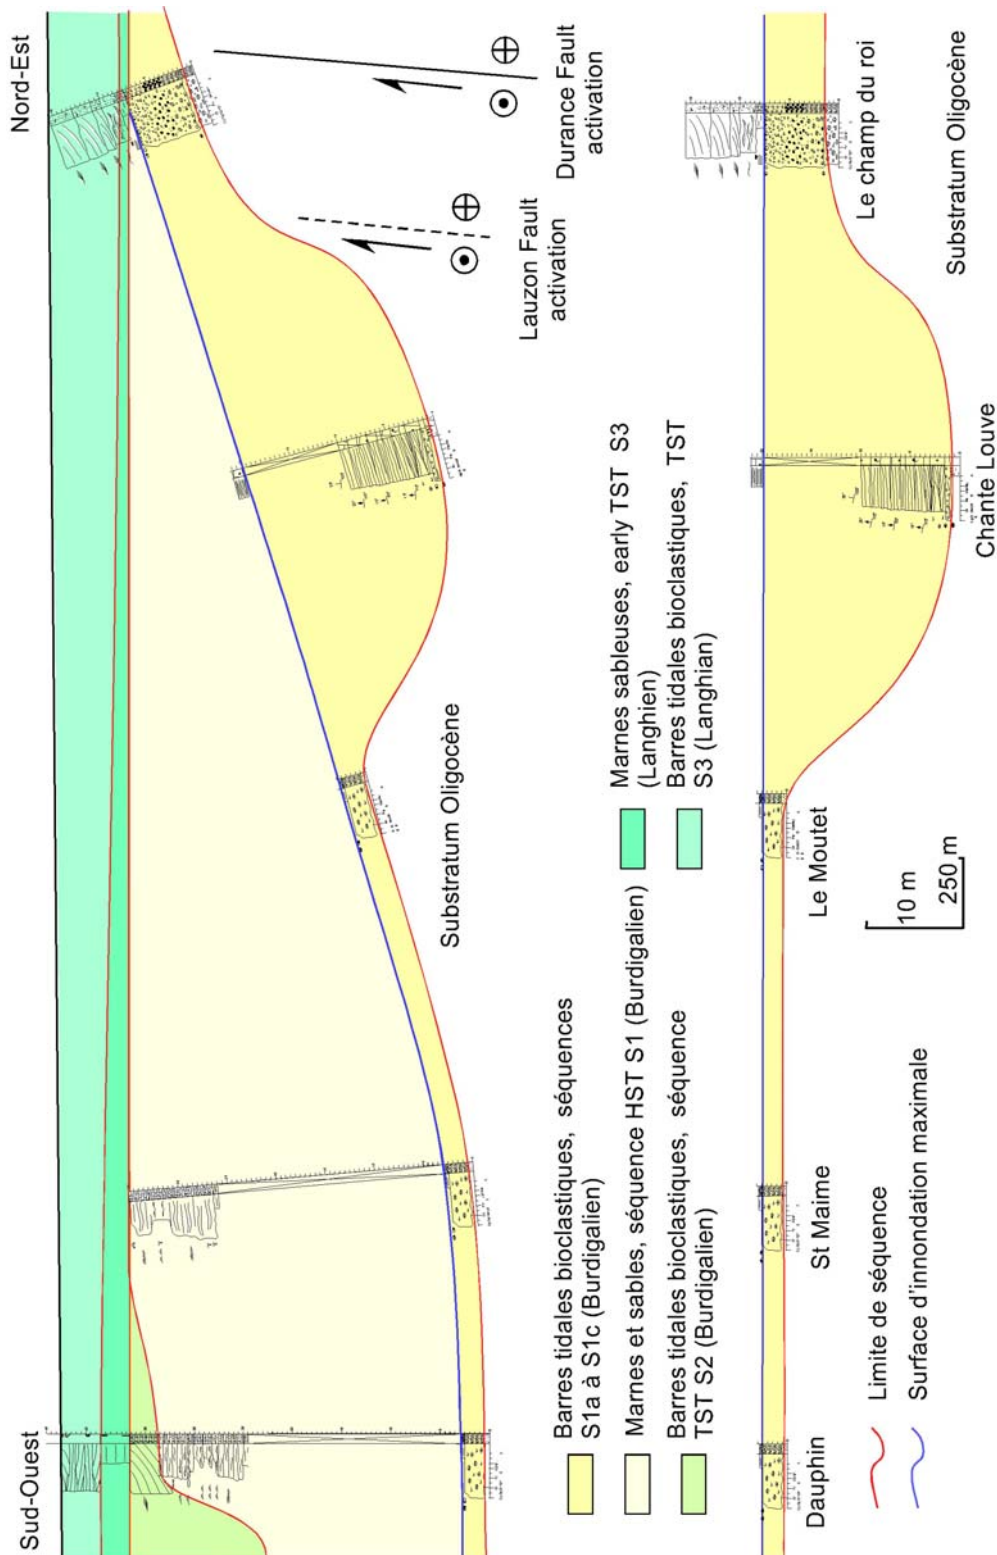 Sud-Ouest
Nord-Est
Lauzon Fault
activation
Durance Fault
activation
Substratum Oligocène
Barres tidales bioclastiques, séquences
S1a à S1c (Burdigalien)
Marnes et sables, séquence HST S1 (Burdigalien)
Barres tidales bioclastiques, séquence
TST S2 (Burdigalien)
Marnes sableuses, early TST S3
(Langhien)
Barres tidales bioclastiques, TST
S3 (Langhian)
Dauphin
St Maime
Le Moutet
Chante Louve
Le champ du roi
Substratum Oligocène
Limite de séquence
Surface d'innondation maximale
10 m
250 m